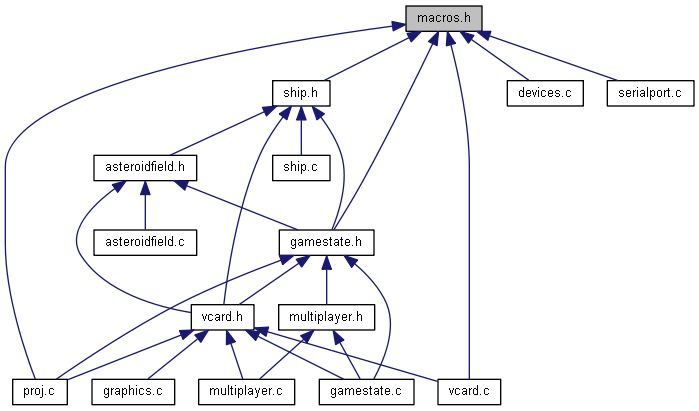 macros.h
ship.h
devices.c
serialport.c
asteroidfield.h
ship.c
asteroidfield.c
gamestate.h
vcard.h
multiplayer.h
proj.c
graphics.c
multiplayer.c
gamestate.c
vcard.c